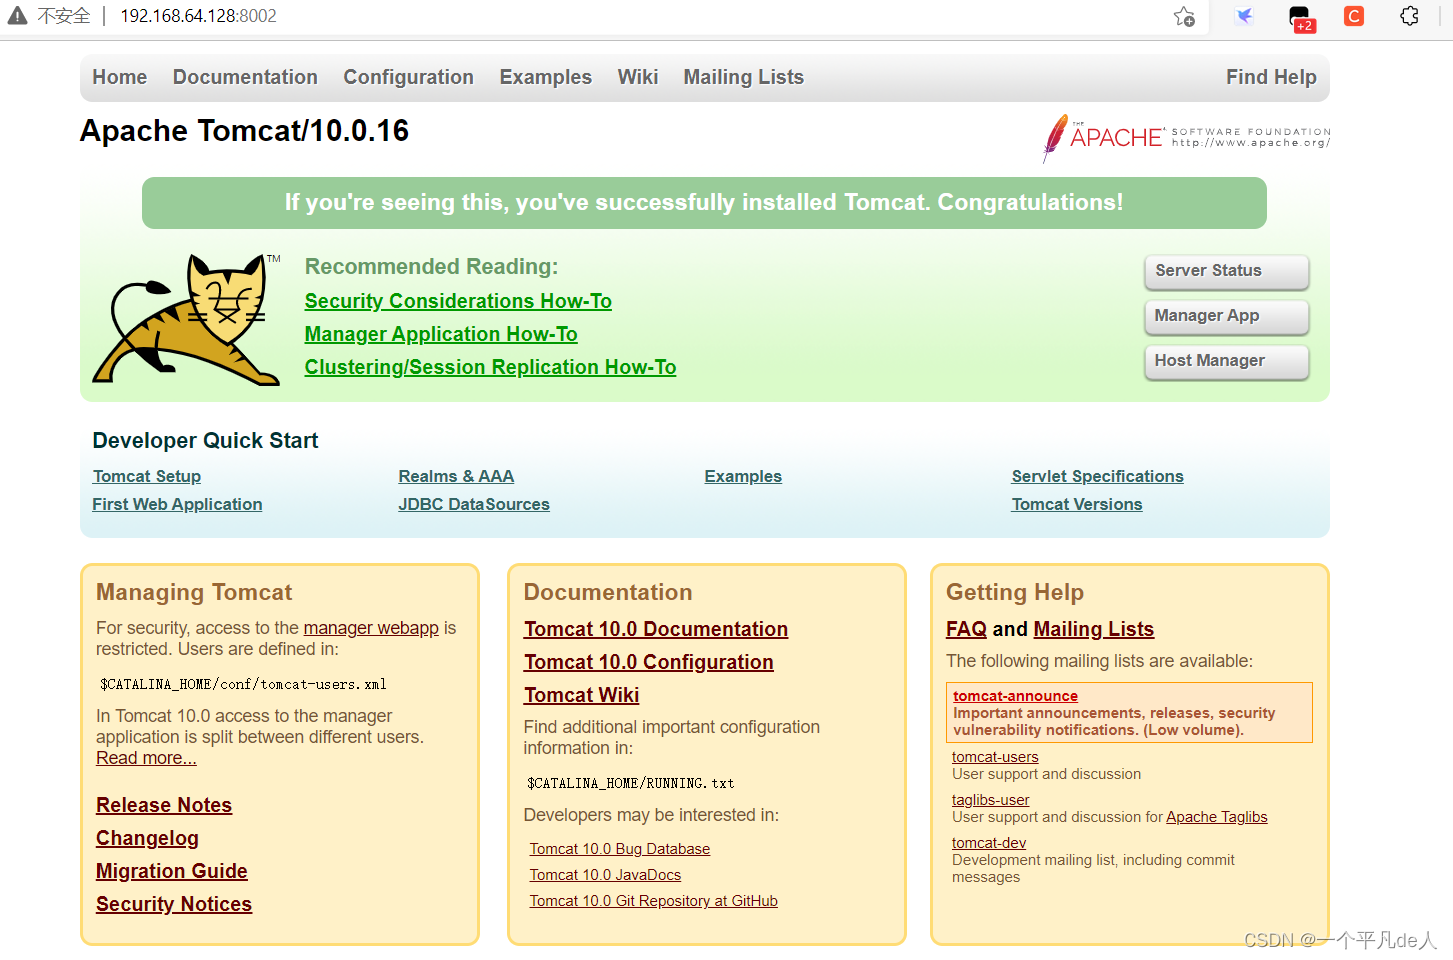 不安全 | 192.168.64.128:8002
+2
C
Home Documentation Configuration Examples Wiki Mailing Lists Find Help
Apache Tomcat/10.0.16
THE APACHE SOFTWARE FOUNDATION
http://www.apache.org/
If you're seeing this, you've successfully installed Tomcat. Congratulations!
TM
Recommended Reading:
Security Considerations How-To
Manager Application How-To
Clustering/Session Replication How-To
Server Status
Manager App
Host Manager
Developer Quick Start
Tomcat Setup
First Web Application
Realms & AAA
JDBC DataSources
Examples
Servlet Specifications
Tomcat Versions
Managing Tomcat
For security, access to the manager webapp is
restricted. Users are defined in:
$CATALINA_HOME/conf/tomcat-users.xml
In Tomcat 10.0 access to the manager
application is split between different users.
Read more...
Release Notes
Changelog
Migration Guide
Security Notices
Documentation
Tomcat 10.0 Documentation
Tomcat 10.0 Configuration
Tomcat Wiki
Find additional important configuration
information in:
$CATALINA_HOME/RUNNING.txt
Developers may be interested in:
Tomcat 10.0 Bug Database
Tomcat 10.0 JavaDocs
Tomcat 10.0 Git Repository at GitHub
Getting Help
FAQ and Mailing Lists
The following mailing lists are available:
tomcat-announce
Important announcements, releases, security
vulnerability notifications. (Low volume).
tomcat-users
User support and discussion
taglibs-user
User support and discussion for Apache Taglibs
tomcat-dev
Development mailing list, including commit
messages
CSDN @一个平凡de人